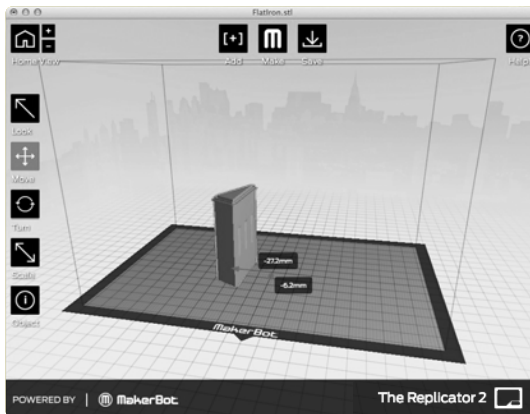 FlatIron.stl
Home View
+
-
[+]
Add
M
Make
Save
?
Help
Look
Move
Turn
Scale
i
Object
-27.2mm
-6.2mm
MakerBot
POWERED BY | M MakerBot
The Replicator 2